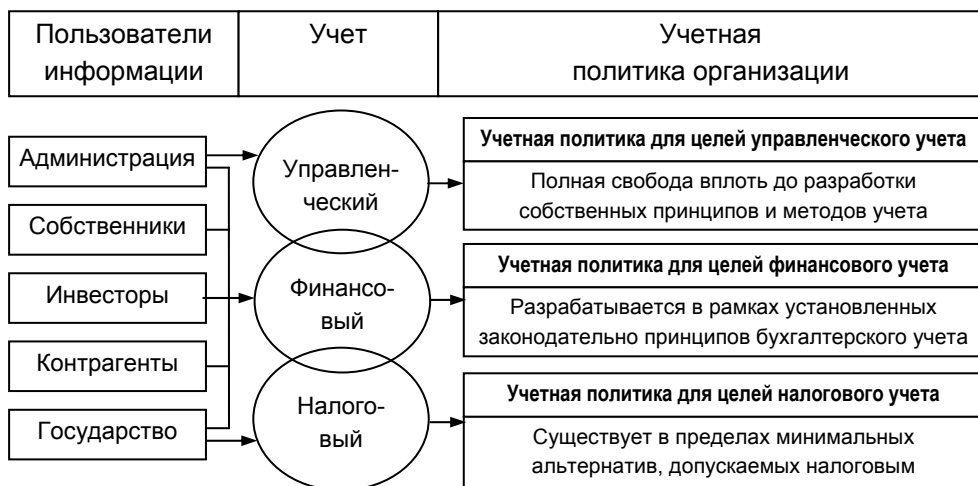 Пользователи
информации
Учет
Учетная
политика организации
Администрация
Собственники
Инвесторы
Контрагенты
Государство
Управлен-
ческий
Финансо-
вый
Налого-
вый
Учетная политика для целей управленческого учета
Полная свобода вплоть до разработки
собственных принципов и методов учета
Учетная политика для целей финансового учета
Разрабатывается в рамках установленных
законодательно принципов бухгалтерского учета
Учетная политика для целей налогового учета
Существует в пределах минимальных
альтернатив, допускаемых налоговым